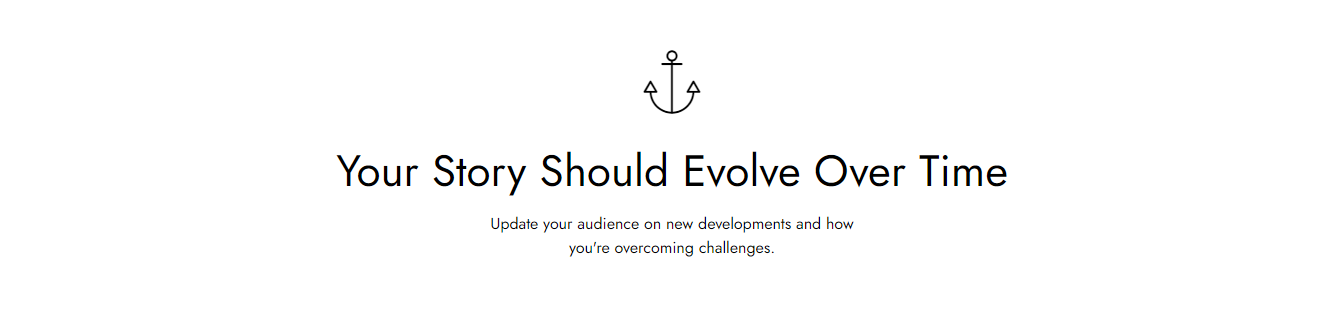 Your Story Should Evolve Over Time
Update your audience on new developments and how
you're overcoming challenges.